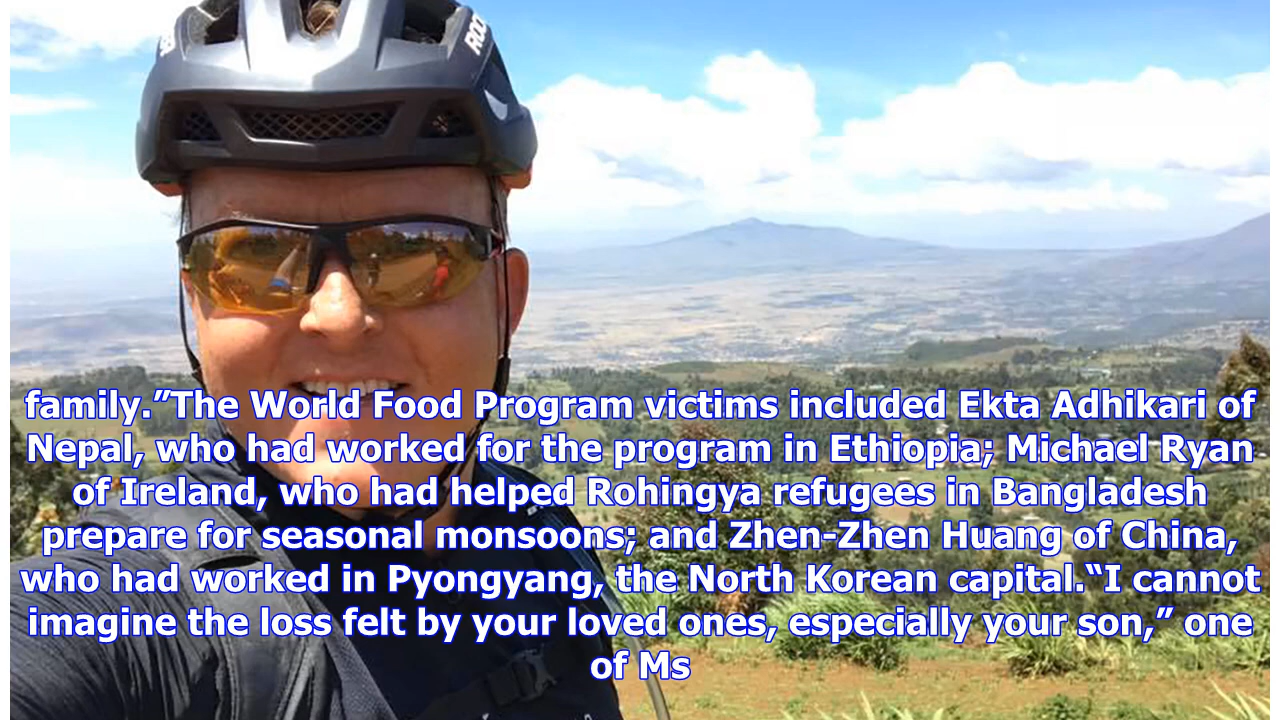 family.”The World Food Program victims included Ekta Adhikari of
Nepal, who had worked for the program in Ethiopia; Michael Ryan
of Ireland, who had helped Rohingya refugees in Bangladesh
prepare for seasonal monsoons; and Zhen-Zhen Huang of China,
who had worked in Pyongyang, the North Korean capital.“I cannot
imagine the loss felt by your loved ones, especially your son,” one
of Ms